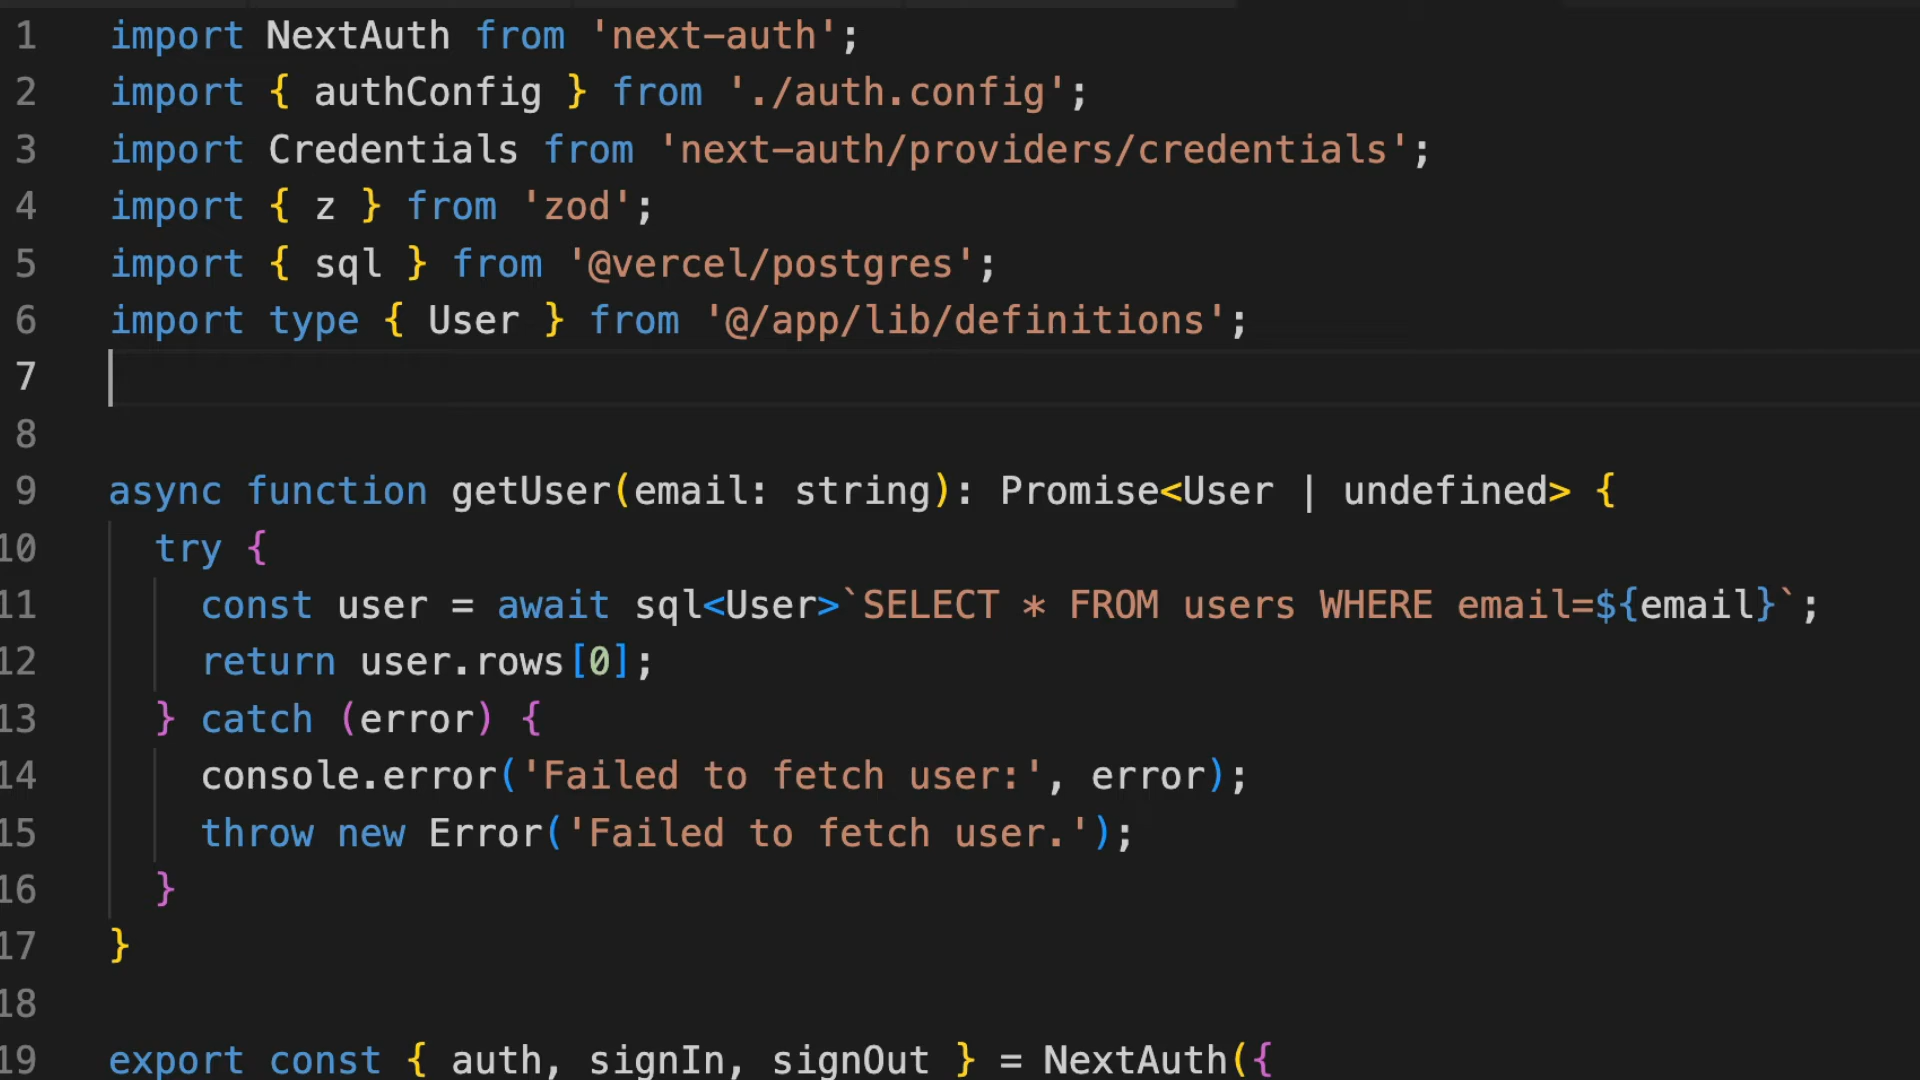 1 import NextAuth from 'next-auth';
2 import { authConfig } from './auth.config';
3 import Credentials from 'next-auth/providers/credentials';
4 import { z } from 'zod';
5 import { sql } from '@vercel/postgres';
6 import type { User } from '@/app/lib/definitions';
7
8
9 async function getUser(email: string): Promise<User | undefined> {
10   try {
11     const user = await sql<User>`SELECT * FROM users WHERE email=${email}`;
12     return user.rows[0];
13   } catch (error) {
14     console.error('Failed to fetch user:', error);
15     throw new Error('Failed to fetch user.');
16   }
17 }
18
19 export const { auth, signIn, signOut } = NextAuth({